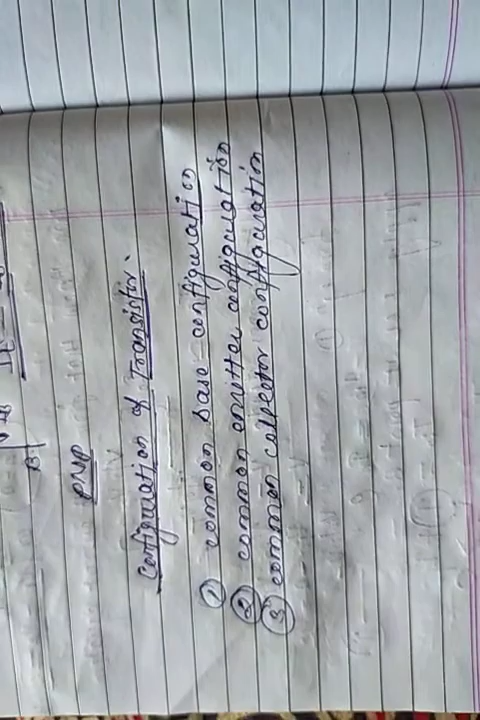 B
PNP
Configuration of Transistor.
① common base - configuration
② common emitter configuration
③ common collector configuration